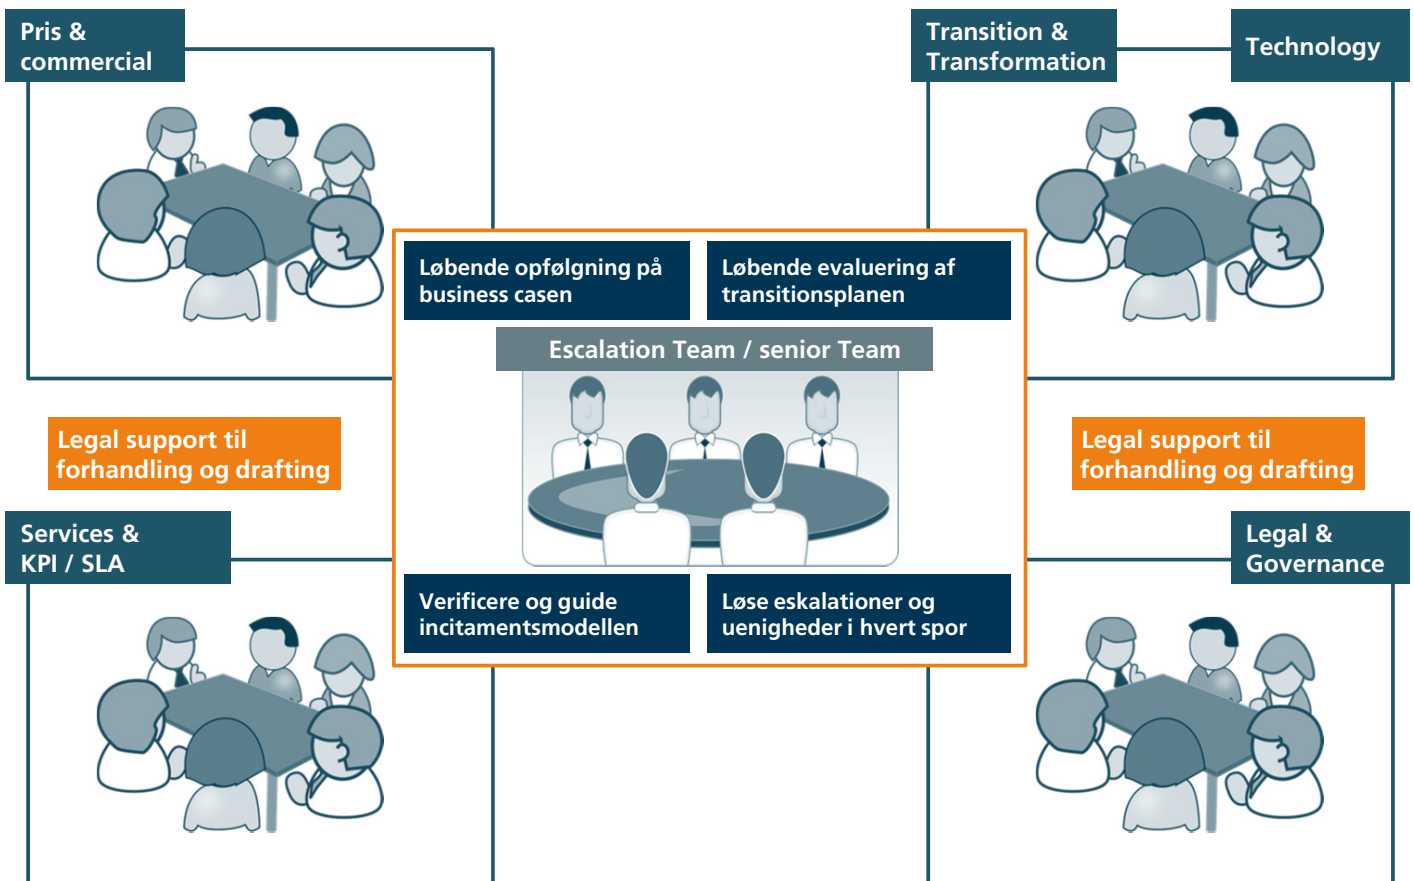 Pris &
commercial
Transition &
Transformation
Technology
Løbende opfølgning på
business casen
Løbende evaluering af
transitionsplanen
Escalation Team / senior Team
Legal support til
forhandling og drafting
Legal support til
forhandling og drafting
Services &
KPI / SLA
Legal &
Governance
Verificere og guide
incitamentsmodellen
Løse eskalationer og
uenigheder i hvert spor